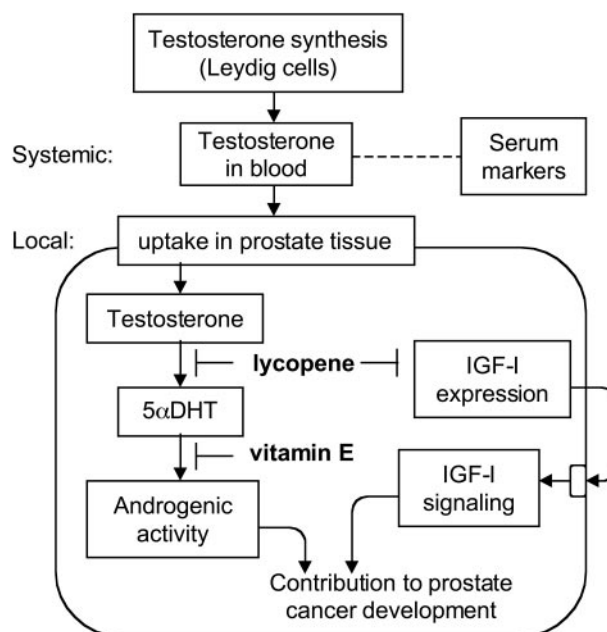 Testosterone synthesis
(Leydig cells)
Systemic:
Testosterone
in blood
Serum
markers
Local:
uptake in prostate tissue
Testosterone
lycopene
IGF-I
expression
5αDHT
vitamin E
IGF-I
signaling
Androgenic
activity
Contribution to prostate
cancer development